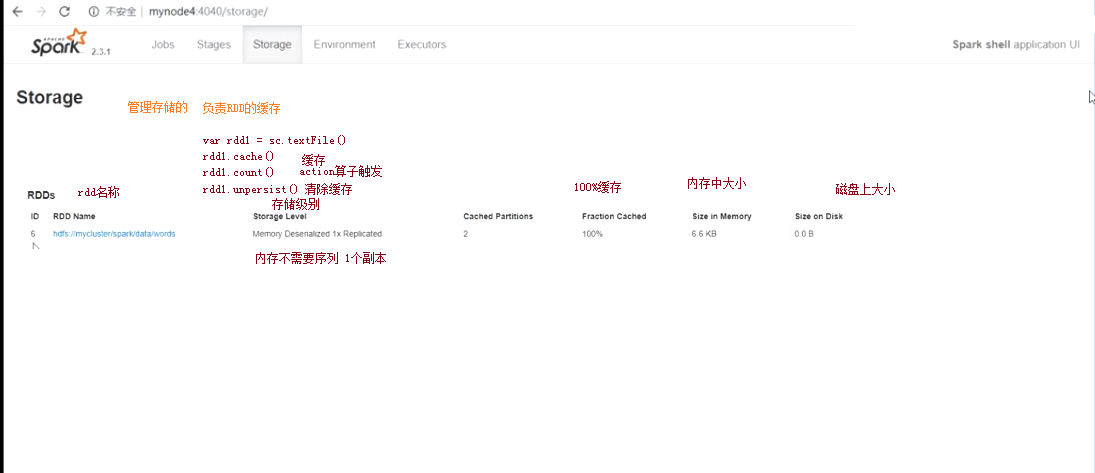 不安全 mynode4:4040/storage/
APACHE Spark 2.3.1 Jobs Stages Storage Environment Executors Spark shell application UI
Storage 管理存储的 负责RDD的缓存
var rdd1 = sc.textFile()
rdd1.cache() 缓存
rdd1.count() action算子触发
rdd1.unpersist() 清除缓存
RDDs rdd名称 100%缓存 内存中大小 磁盘上大小
存储级别
ID RDD Name Storage Level Cached Partitions Fraction Cached Size in Memory Size on Disk
6 hdfs://mycluster/spark/data/words Memory Deserialized 1x Replicated 2 100% 6.6 KB 0.0 B
内存不需要序列 1个副本